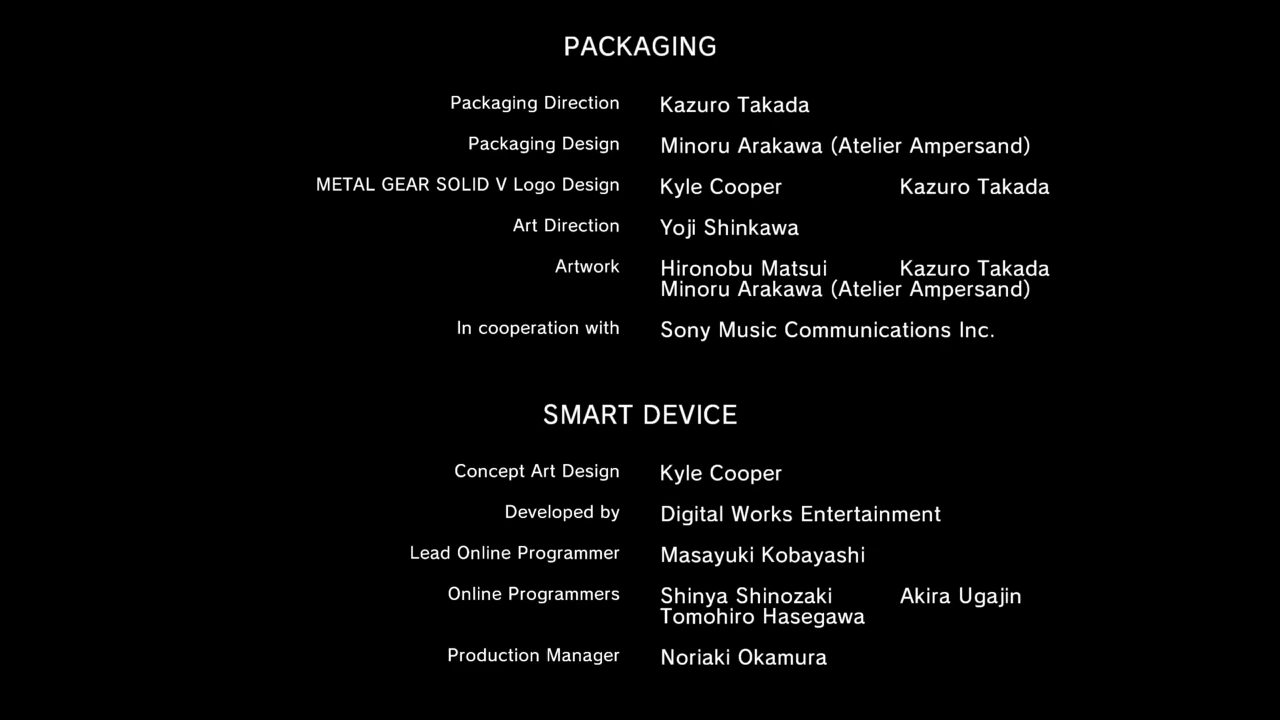 PACKAGING
Packaging Direction Kazuro Takada
Packaging Design Minoru Arakawa (Atelier Ampersand)
METAL GEAR SOLID V Logo Design Kyle Cooper Kazuro Takada
Art Direction Yoji Shinkawa
Artwork Hironobu Matsui Kazuro Takada
Minoru Arakawa (Atelier Ampersand)
In cooperation with Sony Music Communications Inc.
SMART DEVICE
Concept Art Design Kyle Cooper
Developed by Digital Works Entertainment
Lead Online Programmer Masayuki Kobayashi
Online Programmers Shinya Shinozaki Akira Ugajin
Tomohiro Hasegawa
Production Manager Noriaki Okamura